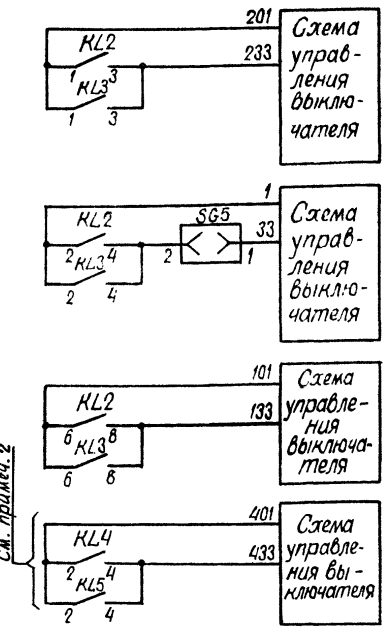 201
KL2
233
1 3
KL3
1 3
Схема
управ-
ления
выклю-
чателя
1
KL2
SG5
33
2 4
2 1
KL3
2 4
Схема
управ-
ления
выклю-
чателя
101
KL2
133
6 8
KL3
6 8
Схема
управле-
ния
выключа-
теля
См. примеч. 2
401
KL4
433
2 4
KL5
2 4
Схема
управле-
ния вы-
ключателя